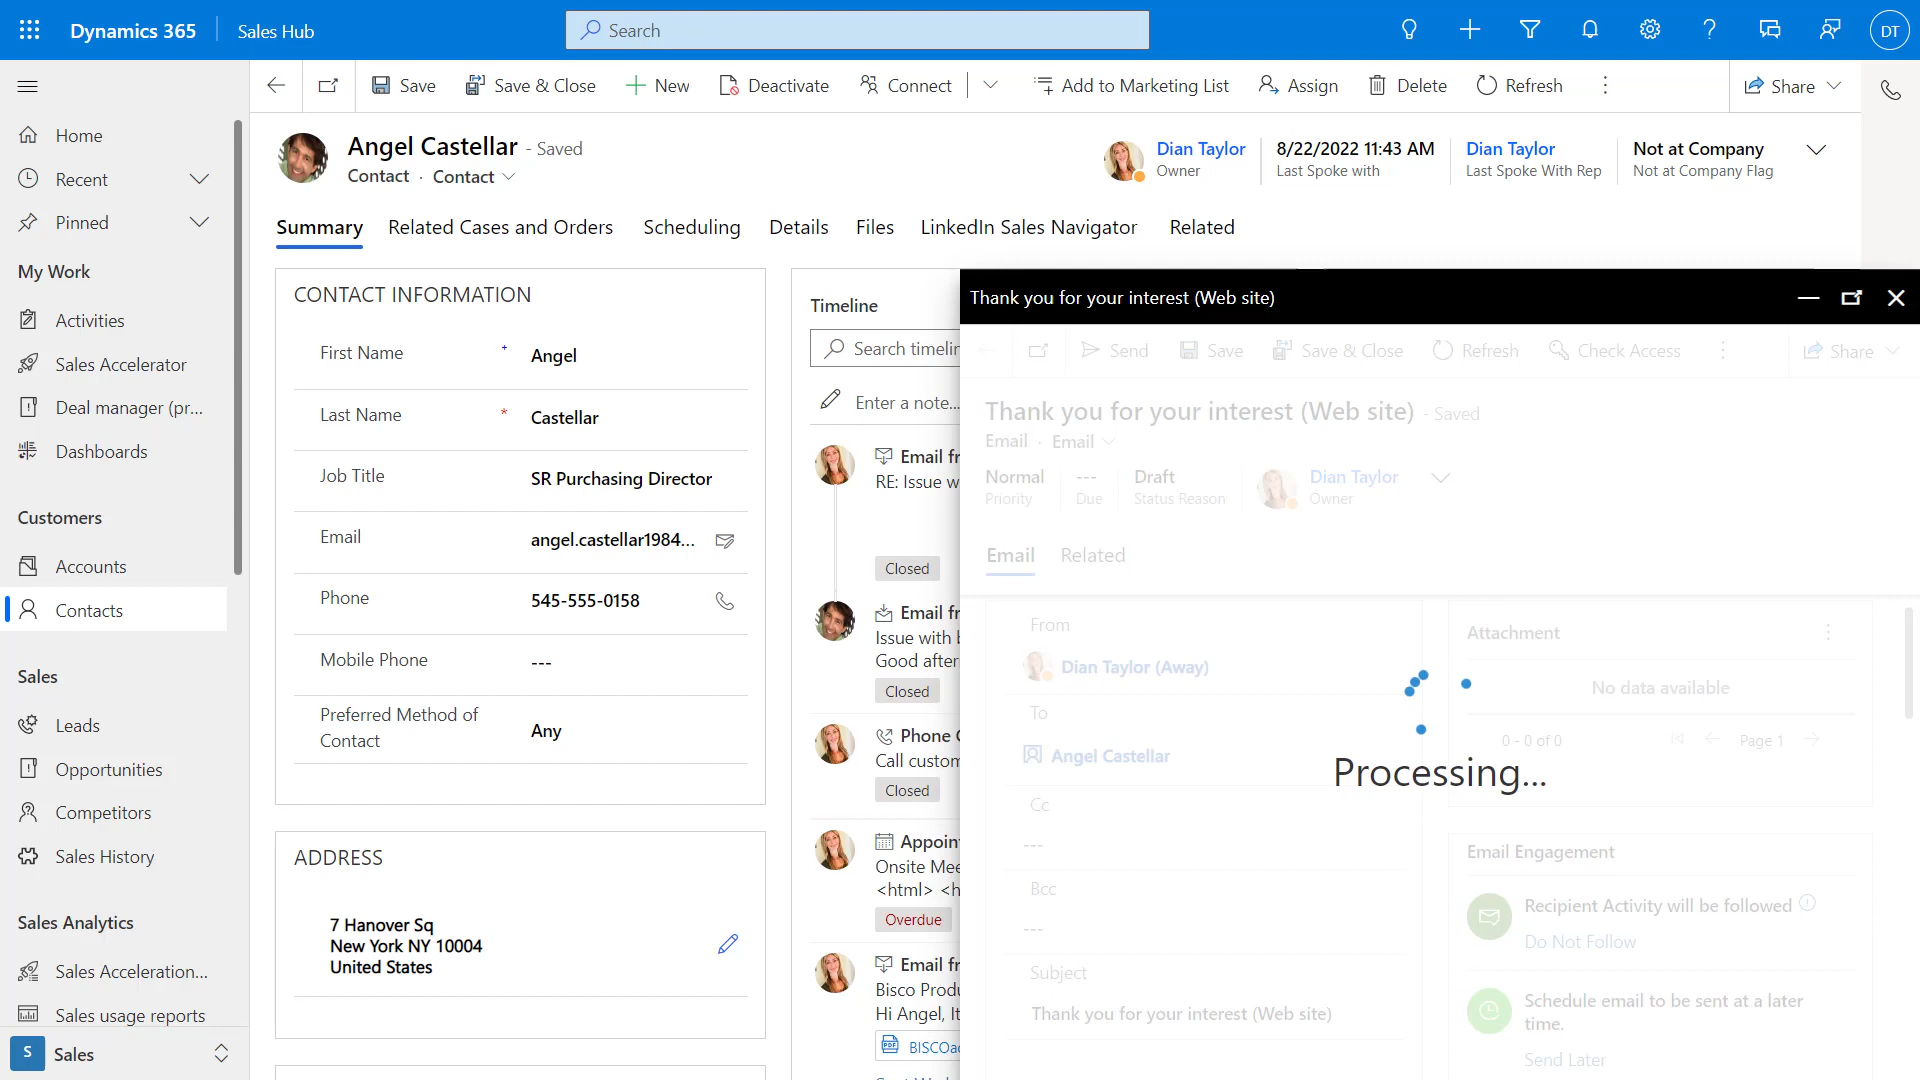 Dynamics 365
Sales Hub
Search
DT
Save
Save & Close
New
Deactivate
Connect
Add to Marketing List
Assign
Delete
Refresh
Share
Home
Recent
Pinned
My Work
Activities
Sales Accelerator
Deal manager (pr...
Dashboards
Customers
Accounts
Contacts
Sales
Leads
Opportunities
Competitors
Sales History
Sales Analytics
Sales Acceleration...
Sales usage reports
S
Sales
Angel Castellar - Saved
Contact · Contact
Dian Taylor
Owner
8/22/2022 11:43 AM
Last Spoke with
Dian Taylor
Last Spoke With Rep
Not at Company
Not at Company Flag
Summary
Related Cases and Orders
Scheduling
Details
Files
LinkedIn Sales Navigator
Related
CONTACT INFORMATION
First Name + Angel
Last Name * Castellar
Job Title SR Purchasing Director
Email angel.castellar1984...
Phone 545-555-0158
Mobile Phone ---
Preferred Method of
Contact
Any
ADDRESS
7 Hanover Sq
New York NY 10004
United States
Timeline
Search timelin
Enter a note...
Email fr
RE: Issue w
Closed
Email fr
Issue with b
Good after
Closed
Phone C
Call custom
Closed
Appoin
Onsite Mee
<html> <h
Overdue
Email fr
Bisco Produ
Hi Angel, It
PDF
BISCOac
Thank you for your interest (Web site)
Send
Save
Save & Close
Refresh
Check Access
Share
Thank you for your interest (Web site) - Saved
Email · Email
Normal
Priority
---
Due
Draft
Status Reason
Dian Taylor
Owner
Email
Related
From
Dian Taylor (Away)
To
Angel Castellar
Cc
---
Bcc
---
Subject
Thank you for your interest (Web site)
Processing...
Attachment
No data available
0 - 0 of 0
Page 1
Email Engagement
Recipient Activity will be followed
Do Not Follow
Schedule email to be sent at a later
time.
Send Later